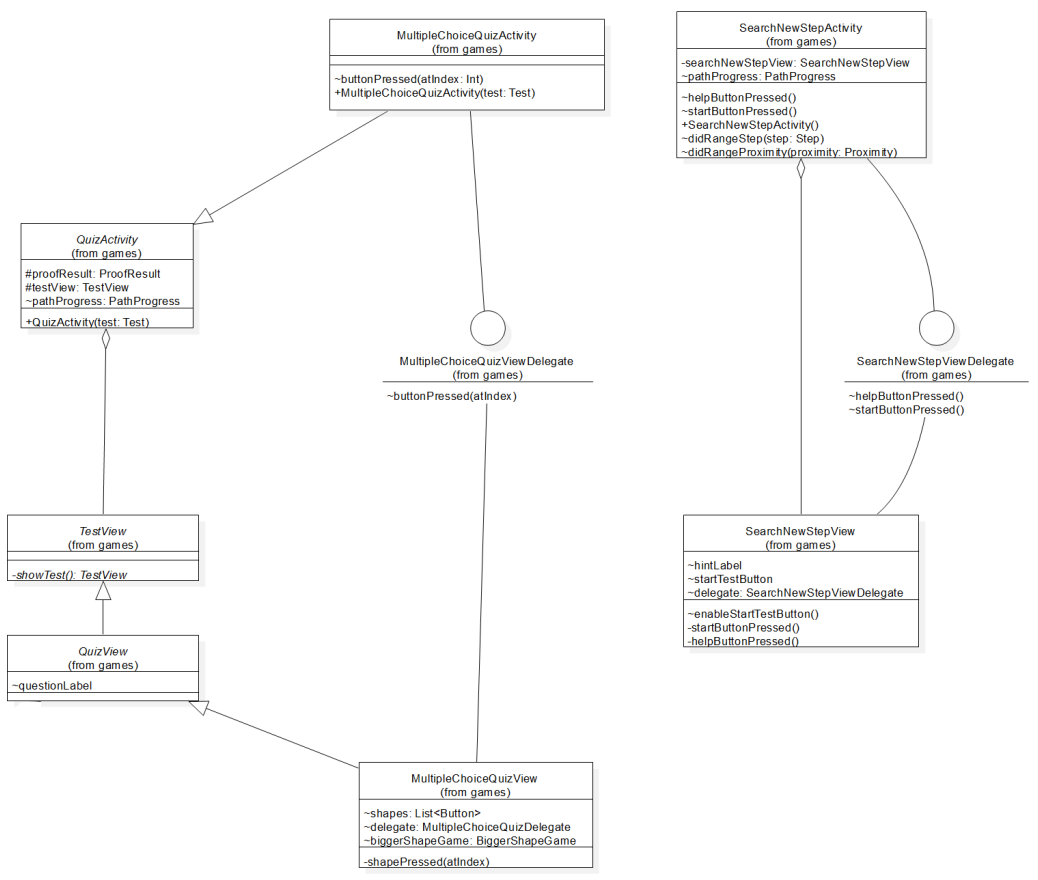 MultipleChoiceQuizActivity
(from games)
~buttonPressed(atIndex: Int)
+MultipleChoiceQuizActivity(test: Test)
SearchNewStepActivity
(from games)
-searchNewStepView: SearchNewStepView
~pathProgress: PathProgress
~helpButtonPressed()
~startButtonPressed()
+SearchNewStepActivity()
~didRangeStep(step: Step)
~didRangeProximity(proximity: Proximity)
QuizActivity
(from games)
#proofResult: ProofResult
#testView: TestView
~pathProgress: PathProgress
+QuizActivity(test: Test)
MultipleChoiceQuizViewDelegate
(from games)
~buttonPressed(atIndex)
SearchNewStepViewDelegate
(from games)
~helpButtonPressed()
~startButtonPressed()
TestView
(from games)
-showTest(): TestView
SearchNewStepView
(from games)
~hintLabel
~startTestButton
~delegate: SearchNewStepViewDelegate
~enableStartTestButton()
-startButtonPressed()
-helpButtonPressed()
QuizView
(from games)
~questionLabel
MultipleChoiceQuizView
(from games)
~shapes: List<Button>
~delegate: MultipleChoiceQuizDelegate
~biggerShapeGame: BiggerShapeGame
-shapePressed(atIndex)